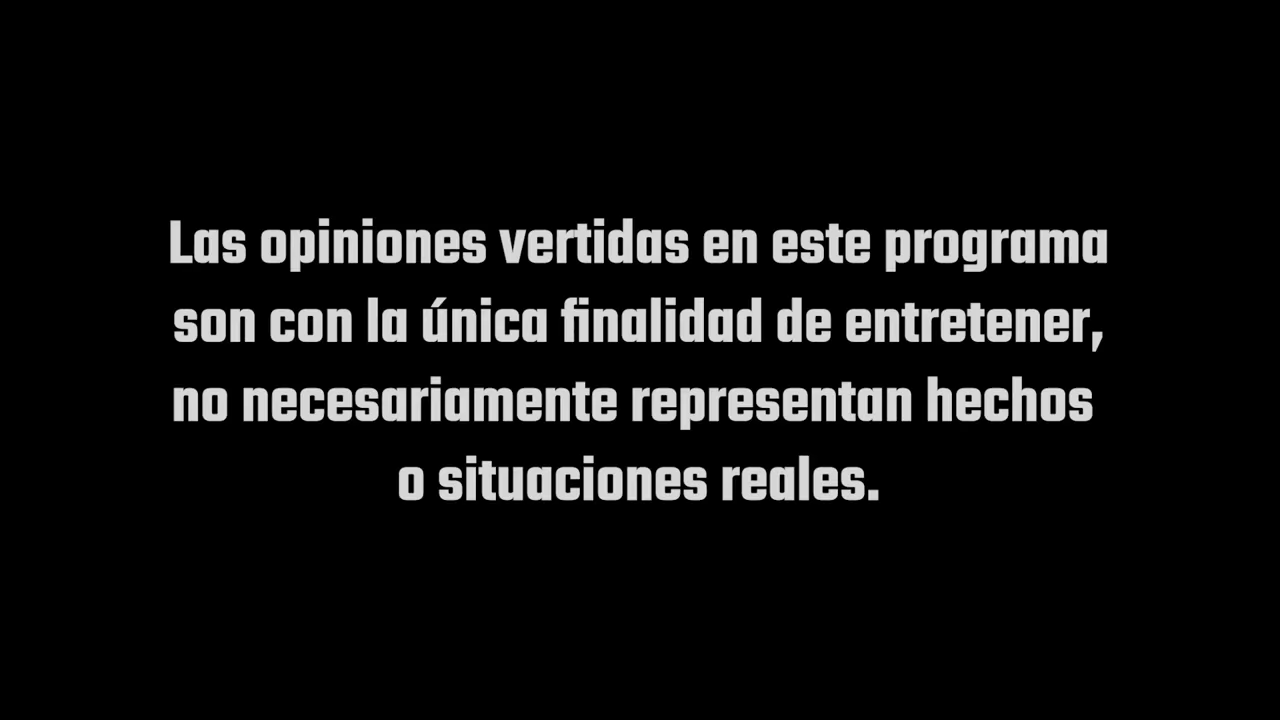 Las opiniones vertidas en este programa
son con la única finalidad de entretener,
no necesariamente representan hechos
o situaciones reales.